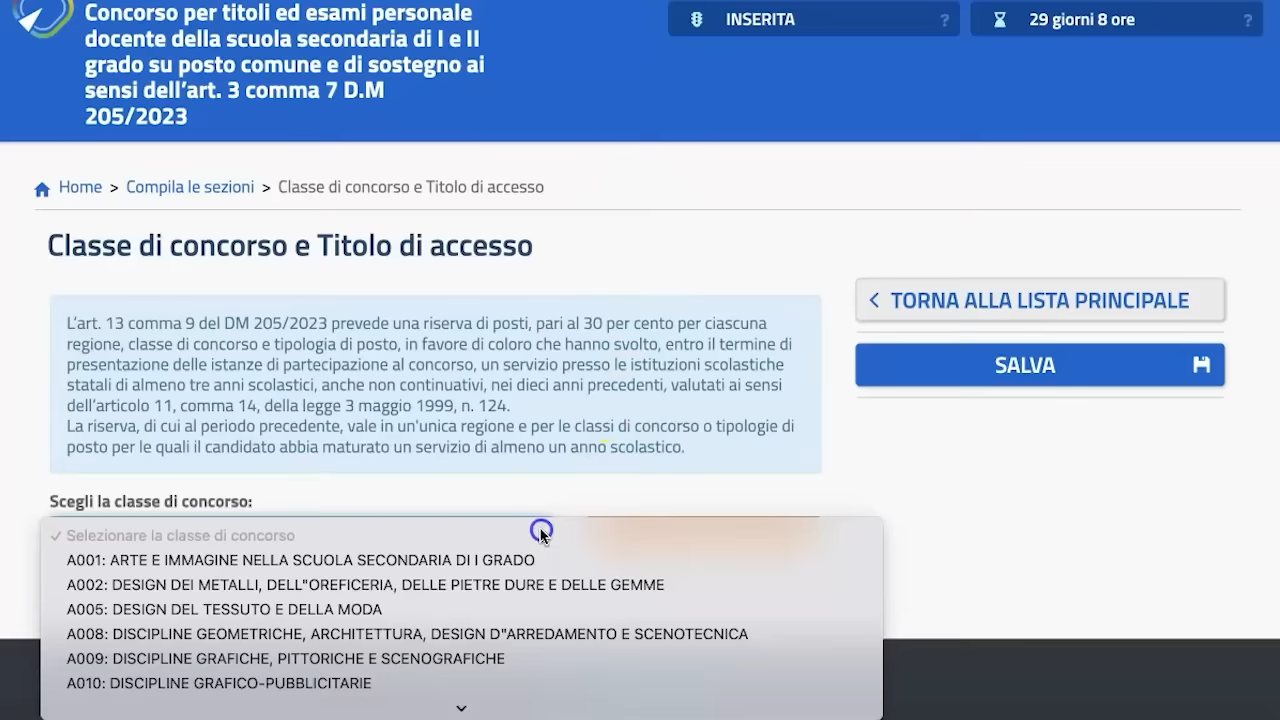 Concorso per titoli ed esami personale
docente della scuola secondaria di I e II
grado su posto comune e di sostegno ai
sensi dell'art. 3 comma 7 D.M
205/2023
INSERITA ?
29 giorni 8 ore ?
Home > Compila le sezioni > Classe di concorso e Titolo di accesso
Classe di concorso e Titolo di accesso
L'art. 13 comma 9 del DM 205/2023 prevede una riserva di posti, pari al 30 per cento per ciascuna
regione, classe di concorso e tipologia di posto, in favore di coloro che hanno svolto, entro il termine di
presentazione delle istanze di partecipazione al concorso, un servizio presso le istituzioni scolastiche
statali di almeno tre anni scolastici, anche non continuativi, nei dieci anni precedenti, valutati ai sensi
dell'articolo 11, comma 14, della legge 3 maggio 1999, n. 124.
La riserva, di cui al periodo precedente, vale in un'unica regione e per le classi di concorso o tipologie di
posto per le quali il candidato abbia maturato un servizio di almeno un anno scolastico.
TORNA ALLA LISTA PRINCIPALE
SALVA
Scegli la classe di concorso:
✓ Selezionare la classe di concorso
A001: ARTE E IMMAGINE NELLA SCUOLA SECONDARIA DI I GRADO
A002: DESIGN DEI METALLI, DELL"OREFICERIA, DELLE PIETRE DURE E DELLE GEMME
A005: DESIGN DEL TESSUTO E DELLA MODA
A008: DISCIPLINE GEOMETRICHE, ARCHITETTURA, DESIGN D"ARREDAMENTO E SCENOTECNICA
A009: DISCIPLINE GRAFICHE, PITTORICHE E SCENOGRAFICHE
A010: DISCIPLINE GRAFICO-PUBBLICITARIE